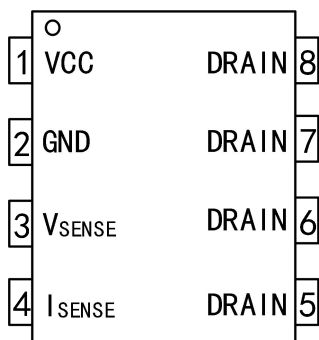 1 VCC DRAIN 8
2 GND DRAIN 7
3 VSENSE DRAIN 6
4 ISENSE DRAIN 5